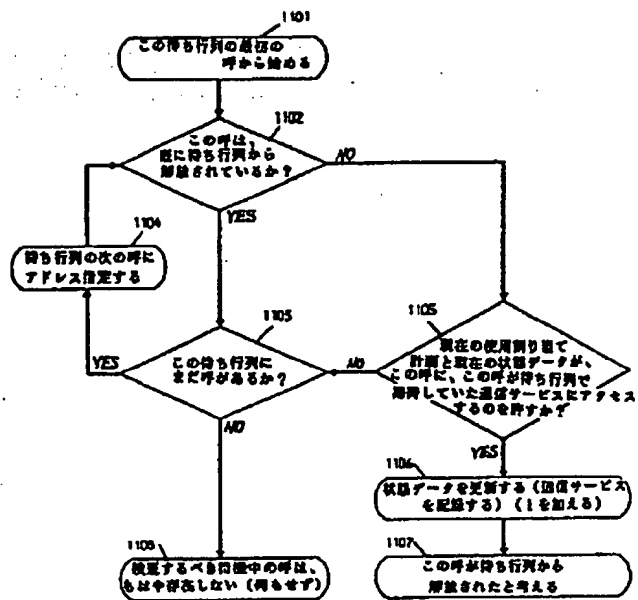 1101
この待ち行列の最初の
呼から始める
1102
この呼は、
既に待ち行列から
解放されているか？
NO
YES
1104
待ち行列の次の呼に
アドレス指定する
1103
この待ち行列に
まだ呼があるか？
YES
NO
1105
現在の使用割り当て
計画と現在の状態データが、
この呼に、この呼が待ち行列で
期待していた通信サービスにアクセス
するのを許すか？
NO
YES
1106
状態データを更新する（通信サービス
を記録する）（1を加える）
1107
この呼が待ち行列から
解放されたと考える
1108
検査するべき待機中の呼は、
もはや存在しない（何もせず）